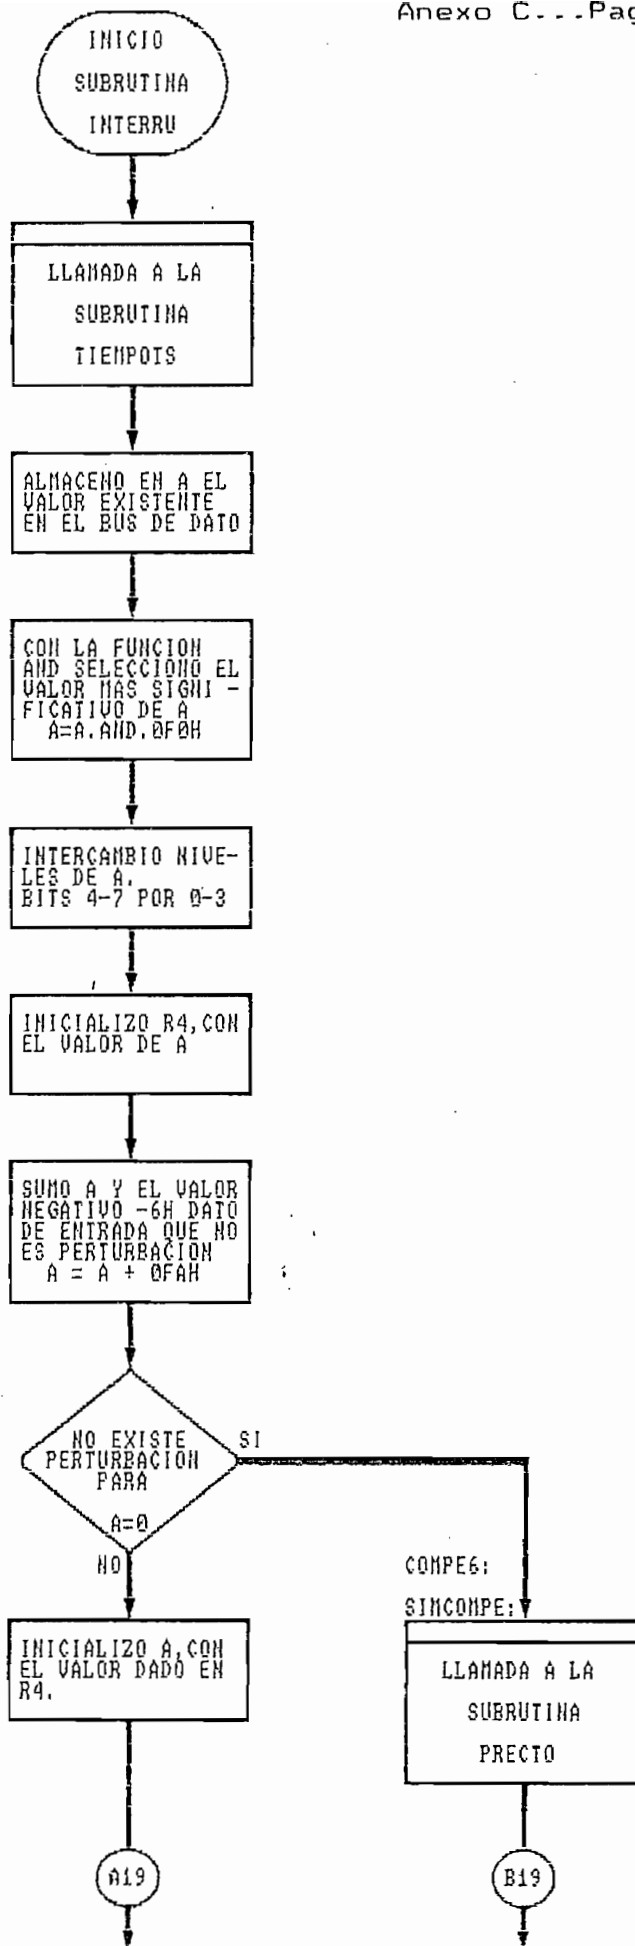 Anexo C...Pag
INICIO
SUBRUTINA
INTERRU
LLAMADA A LA
SUBRUTINA
TIEMPOTS
ALMACENO EN A EL
VALOR EXISTENTE
EN EL BUS DE DATO
CON LA FUNCION
AND SELECCIONO EL
VALOR MAS SIGNI -
FICATIVO DE A
A=A.AND.0F0H
INTERCAMBIO NIVE-
LES DE A.
BITS 4-7 POR 0-3
INICIALIZO R4,CON
EL VALOR DE A
SUMO A Y EL VALOR
NEGATIVO -6H DATO
DE ENTRADA QUE NO
ES PERTURBACION
A = A + 0FAH
NO EXISTE
PERTURBACION
PARA
A=0
SI
NO
COMPE6:
SIMCOMPE:
INICIALIZO A,CON
EL VALOR DADO EN
R4.
LLAMADA A LA
SUBRUTINA
PRECTO
A19
B19